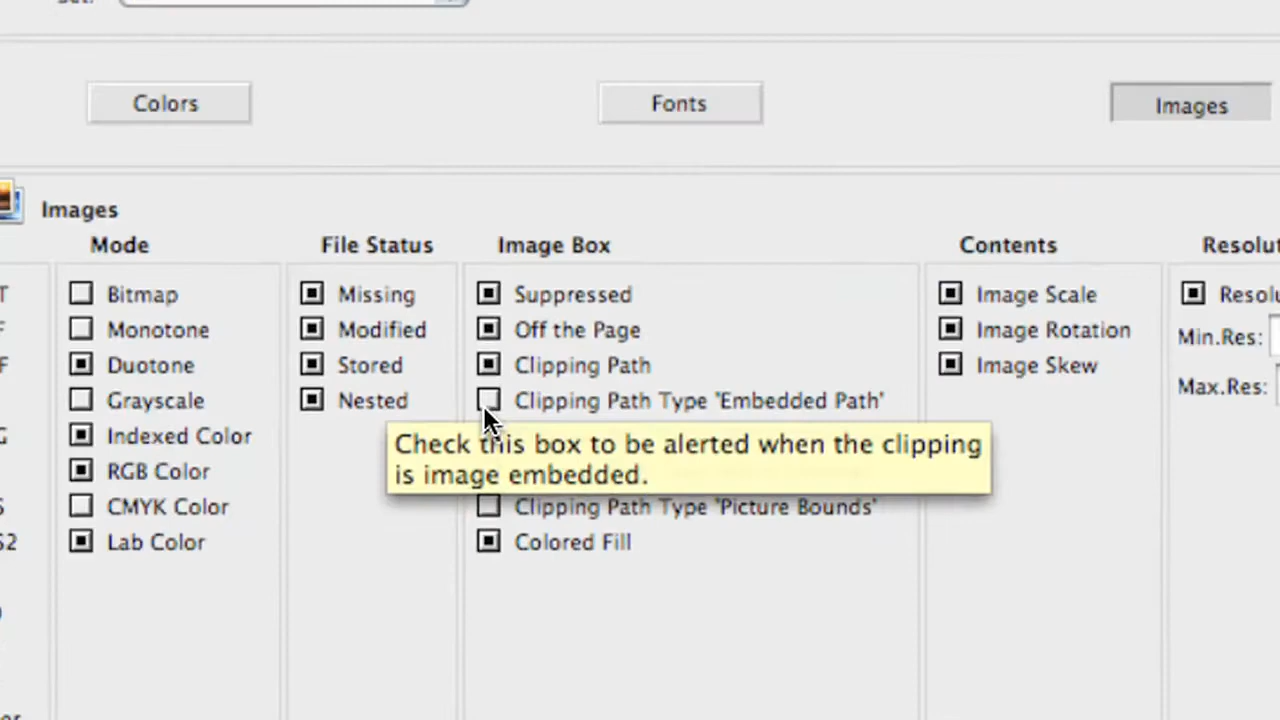 Colors
Fonts
Images
Images
Mode
File Status
Image Box
Contents
Bitmap
Missing
Suppressed
Image Scale
Monotone
Modified
Off the Page
Image Rotation
Min.Res:
Duotone
Stored
Clipping Path
Image Skew
Max.Res:
Grayscale
Nested
Clipping Path Type 'Embedded Path'
Indexed Color
Check this box to be alerted when the clipping
is image embedded.
RGB Color
CMYK Color
Clipping Path Type 'Picture Bounds'
Lab Color
Colored Fill